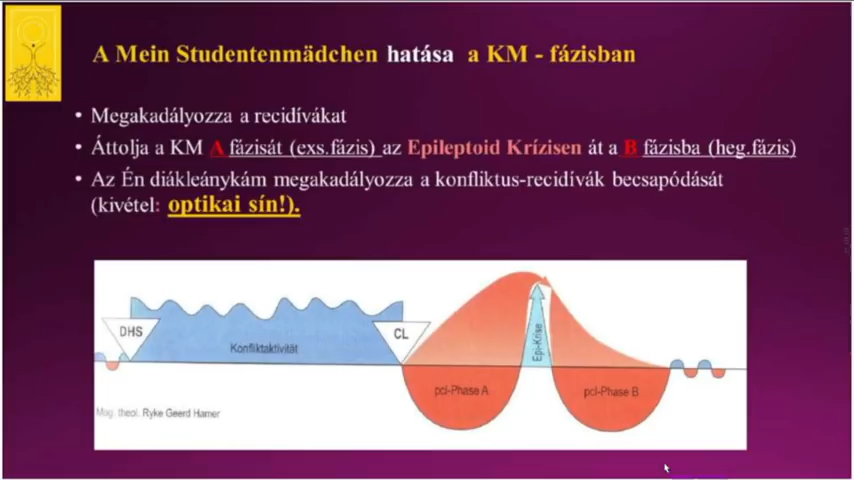 A Mein Studentenmädchen hatása a KM - fázisban
• Megakadályozza a recidívákat
• Áttolja a KM A fázisát (exs.fázis) az Epileptoid Krízisen át a B fázisba (heg.fázis)
• Az Én diákleánykám megakadályozza a konfliktus-recidívák becsapódását
(kivétel: optikai sín!).
DHS
CL
Konfliktaktivität
Epi-Krise
pcl-Phase A
pcl-Phase B
Mag. theol. Ryke Geerd Hamer